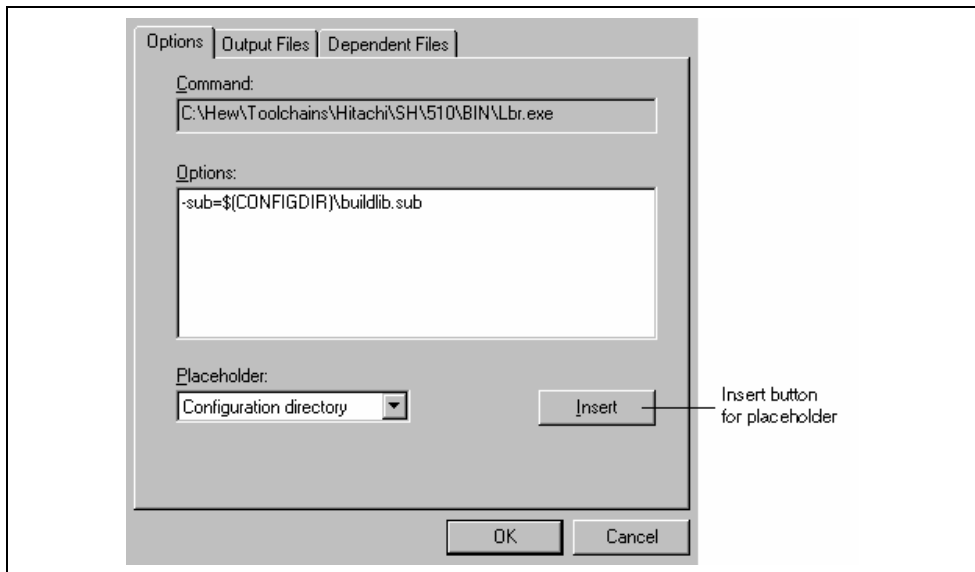 Options
Output Files
Dependent Files
Command:
C:\Hew\Toolchains\Hitachi\SH\510\BIN\Lbr.exe
Options:
-sub=$(CONFIGDIR)\buildlib.sub
Placeholder:
Configuration directory
Insert
Insert button
for placeholder
OK
Cancel